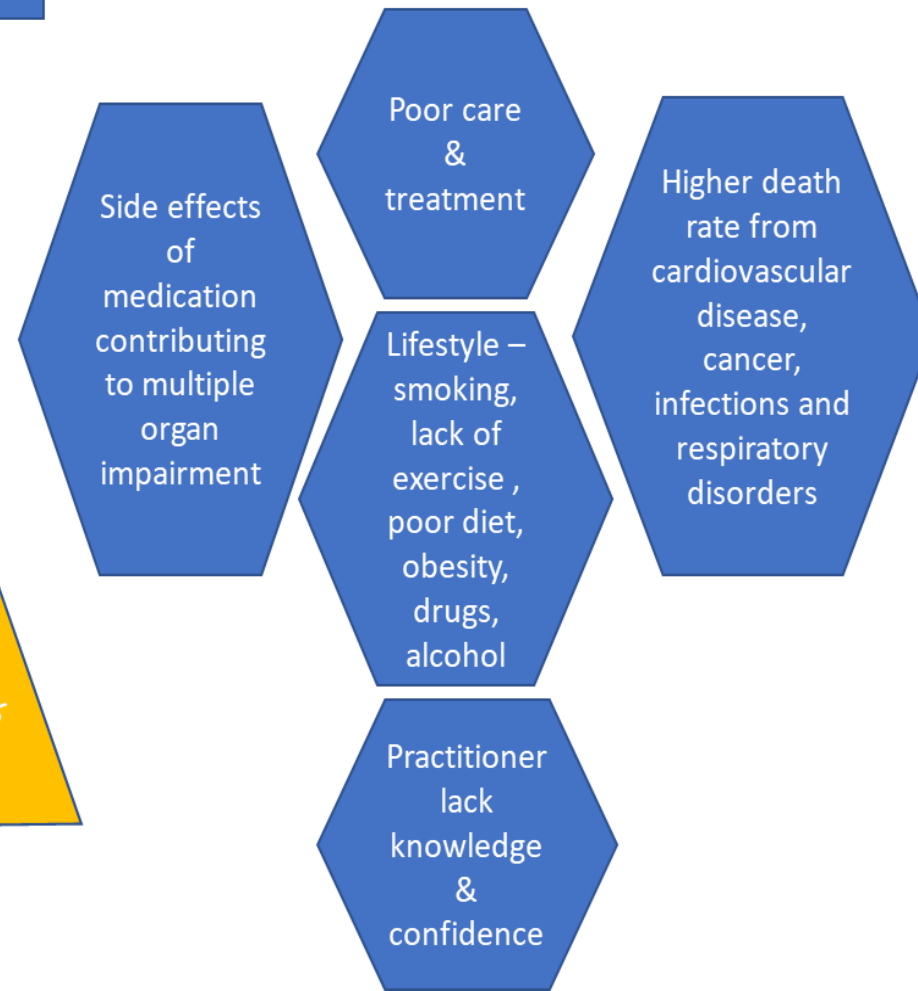 Poor care
&
treatment
Side effects
of
medication
contributing
to multiple
organ
impairment
Higher death
rate from
cardiovascular
disease,
cancer,
infections and
respiratory
disorders
Lifestyle –
smoking,
lack of
exercise ,
poor diet,
obesity,
drugs,
alcohol
Practitioner
lack
knowledge
&
confidence